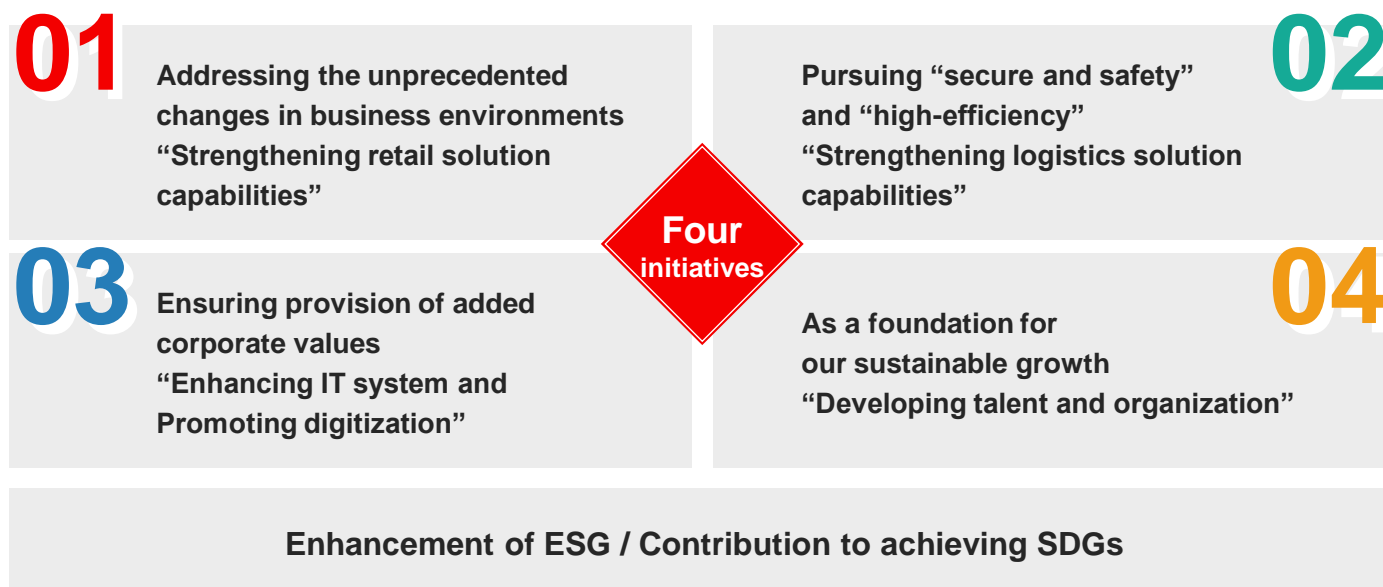 01
Addressing the unprecedented
changes in business environments
“Strengthening retail solution
capabilities”
02
Pursuing “secure and safety”
and “high-efficiency”
“Strengthening logistics solution
capabilities”
Four
initiatives
03
Ensuring provision of added
corporate values
“Enhancing IT system and
Promoting digitization”
04
As a foundation for
our sustainable growth
“Developing talent and organization”
Enhancement of ESG / Contribution to achieving SDGs